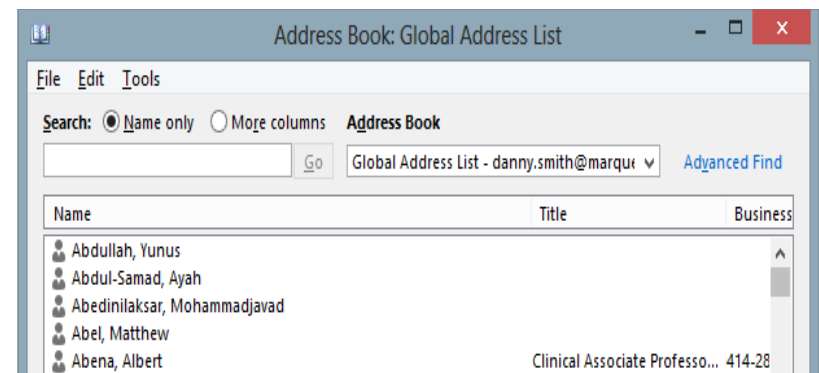 Address Book: Global Address List
File Edit Tools
Search: Name only More columns Address Book
Go Global Address List - danny.smith@marque Advanced Find
Name Title Business
Abdullah, Yunus
Abdul-Samad, Ayah
Abedinilaksar, Mohammadjavad
Abel, Matthew
Abena, Albert Clinical Associate Professo... 414-28